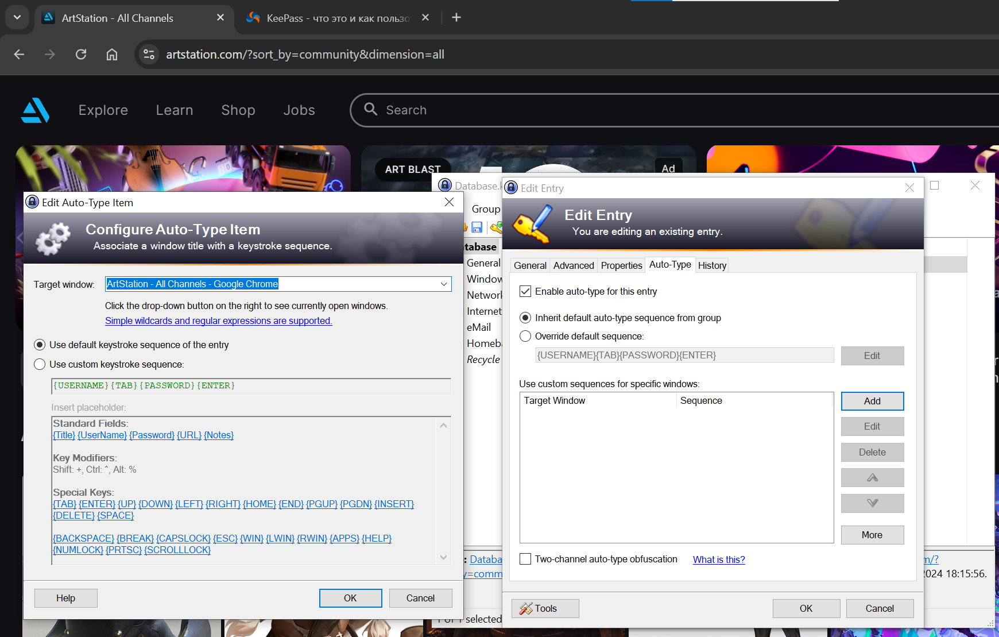 ArtStation - All Channels
KeePass - что это и как пользо
artstation.com/?sort_by=community&dimension=all
Explore Learn Shop Jobs Search
ART BLAST
Ad
Database.k
Group
tabase
General
Window
Network
Internet
eMail
Homeb
Recycle
: Databa
y=comm
selected
m/?
2024 18:15:56.
Edit Auto-Type Item
Configure Auto-Type Item
Associate a window title with a keystroke sequence.
Target window: ArtStation - All Channels - Google Chrome
Click the drop-down button on the right to see currently open windows.
Simple wildcards and regular expressions are supported.
Use default keystroke sequence of the entry
Use custom keystroke sequence:
{USERNAME}{TAB}{PASSWORD}{ENTER}
Insert placeholder:
Standard Fields:
{Title} {UserName} {Password} {URL} {Notes}
Key Modifiers:
Shift: +, Ctrl: ^, Alt: %
Special Keys:
{TAB} {ENTER} {UP} {DOWN} {LEFT} {RIGHT} {HOME} {END} {PGUP} {PGDN} {INSERT}
{DELETE} {SPACE}
{BACKSPACE} {BREAK} {CAPSLOCK} {ESC} {WIN} {LWIN} {RWIN} {APPS} {HELP}
{NUMLOCK} {PRTSC} {SCROLLLOCK}
Help OK Cancel
Edit Entry
Edit Entry
You are editing an existing entry.
General Advanced Properties Auto-Type History
Enable auto-type for this entry
Inherit default auto-type sequence from group
Override default sequence:
{USERNAME}{TAB}{PASSWORD}{ENTER} Edit
Use custom sequences for specific windows:
Target Window Sequence
Add
Edit
Delete
More
Two-channel auto-type obfuscation What is this?
Tools OK Cancel